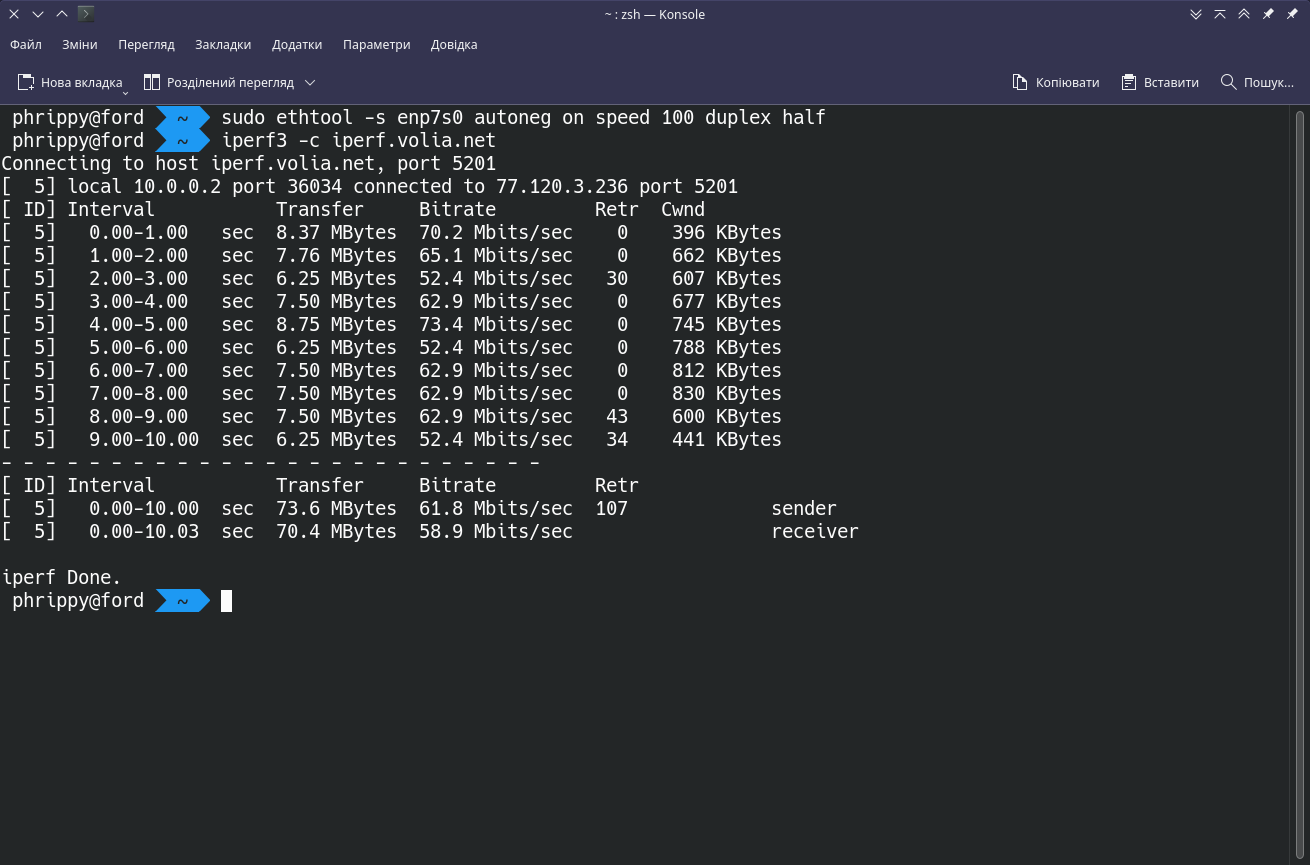 ~ : zsh — Konsole
Файл Зміни Перегляд Закладки Додатки Параметри Довідка
Нова вкладка Розділений перегляд Копіювати Вставити Пошук...
phrippy@ford ~ sudo ethtool -s enp7s0 autoneg on speed 100 duplex half
phrippy@ford ~ iperf3 -c iperf.volia.net
Connecting to host iperf.volia.net, port 5201
[  5] local 10.0.0.2 port 36034 connected to 77.120.3.236 port 5201
[ ID] Interval           Transfer     Bitrate         Retr  Cwnd
[  5]   0.00-1.00   sec  8.37 MBytes  70.2 Mbits/sec    0    396 KBytes
[  5]   1.00-2.00   sec  7.76 MBytes  65.1 Mbits/sec    0    662 KBytes
[  5]   2.00-3.00   sec  6.25 MBytes  52.4 Mbits/sec   30    607 KBytes
[  5]   3.00-4.00   sec  7.50 MBytes  62.9 Mbits/sec    0    677 KBytes
[  5]   4.00-5.00   sec  8.75 MBytes  73.4 Mbits/sec    0    745 KBytes
[  5]   5.00-6.00   sec  6.25 MBytes  52.4 Mbits/sec    0    788 KBytes
[  5]   6.00-7.00   sec  7.50 MBytes  62.9 Mbits/sec    0    812 KBytes
[  5]   7.00-8.00   sec  7.50 MBytes  62.9 Mbits/sec    0    830 KBytes
[  5]   8.00-9.00   sec  7.50 MBytes  62.9 Mbits/sec   43    600 KBytes
[  5]   9.00-10.00  sec  6.25 MBytes  52.4 Mbits/sec   34    441 KBytes
- - - - - - - - - - - - - - - - - - - - - - - - -
[ ID] Interval           Transfer     Bitrate         Retr
[  5]   0.00-10.00  sec  73.6 MBytes  61.8 Mbits/sec  107             sender
[  5]   0.00-10.03  sec  70.4 MBytes  58.9 Mbits/sec                  receiver
iperf Done.
phrippy@ford ~